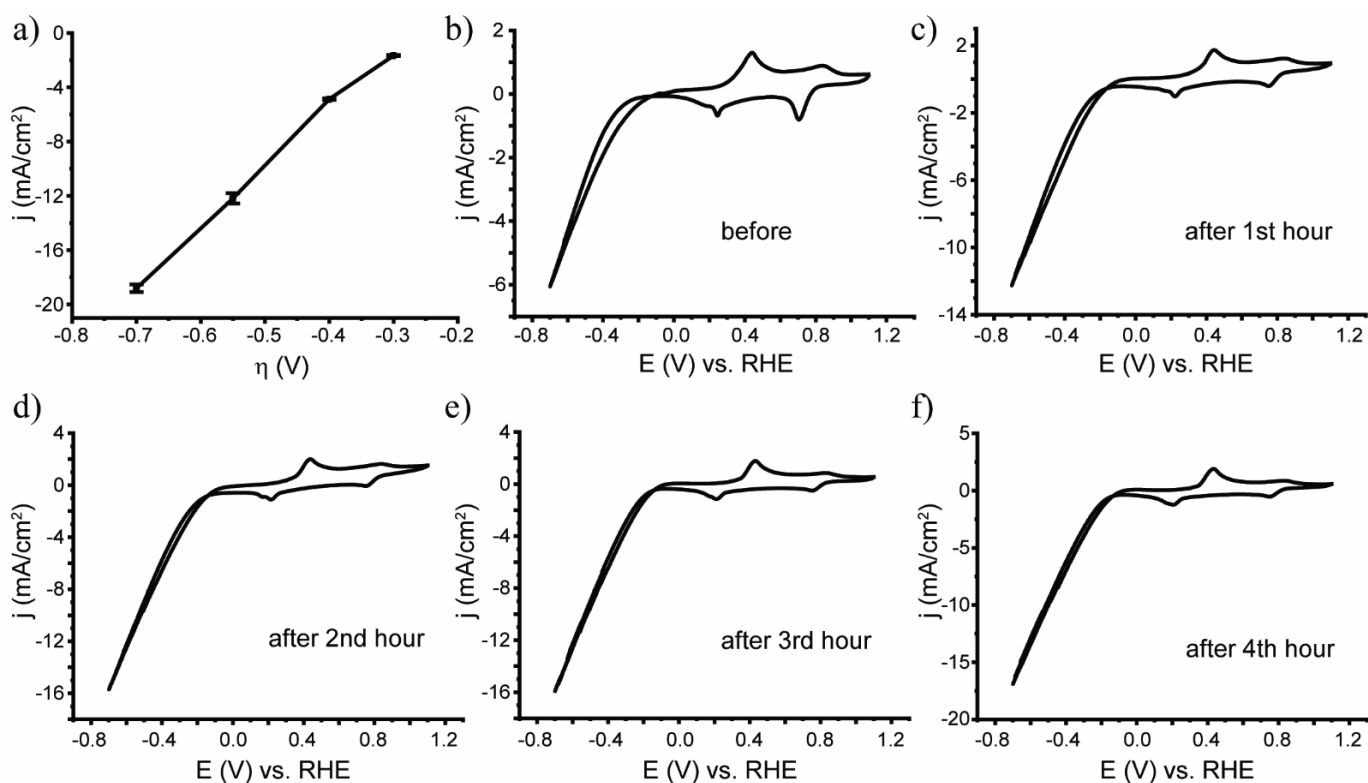 a)
0
-4
-8
-12
-16
-20
j (mA/cm²)
-0.8 -0.7 -0.6 -0.5 -0.4 -0.3 -0.2
η (V)
b)
2
0
2
4
6
j (mA/cm²)
before
-0.8 -0.4 0.0 0.4 0.8 1.2
E (V) vs. RHE
c)
2
-2
-6
-10
-14
j (mA/cm²)
after 1st hour
-0.8 -0.4 0.0 0.4 0.8 1.2
E (V) vs. RHE
d)
4
0
-4
-8
-12
-16
j (mA/cm²)
after 2nd hour
-0.8 -0.4 0.0 0.4 0.8 1.2
E (V) vs. RHE
e)
4
0
-4
-8
-12
-16
j (mA/cm²)
after 3rd hour
-0.8 -0.4 0.0 0.4 0.8 1.2
E (V) vs. RHE
f)
5
0
-5
-10
-15
-20
j (mA/cm²)
after 4th hour
-0.8 -0.4 0.0 0.4 0.8 1.2
E (V) vs. RHE